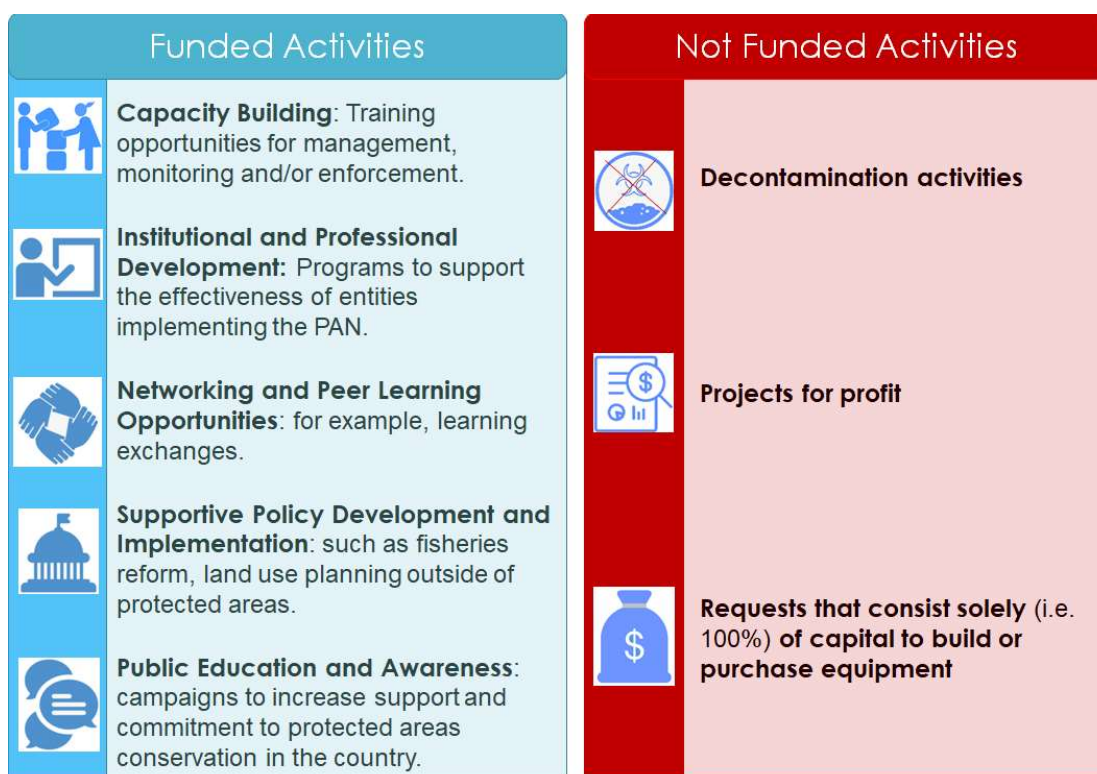 Funded Activities
Capacity Building: Training
opportunities for management,
monitoring and/or enforcement.
Institutional and Professional
Development: Programs to support
the effectiveness of entities
implementing the PAN.
Networking and Peer Learning
Opportunities: for example, learning
exchanges.
Supportive Policy Development and
Implementation: such as fisheries
reform, land use planning outside of
protected areas.
Public Education and Awareness:
campaigns to increase support and
commitment to protected areas
conservation in the country.
Not Funded Activities
Decontamination activities
$
Projects for profit
$
Requests that consist solely (i.e.
100%) of capital to build or
purchase equipment